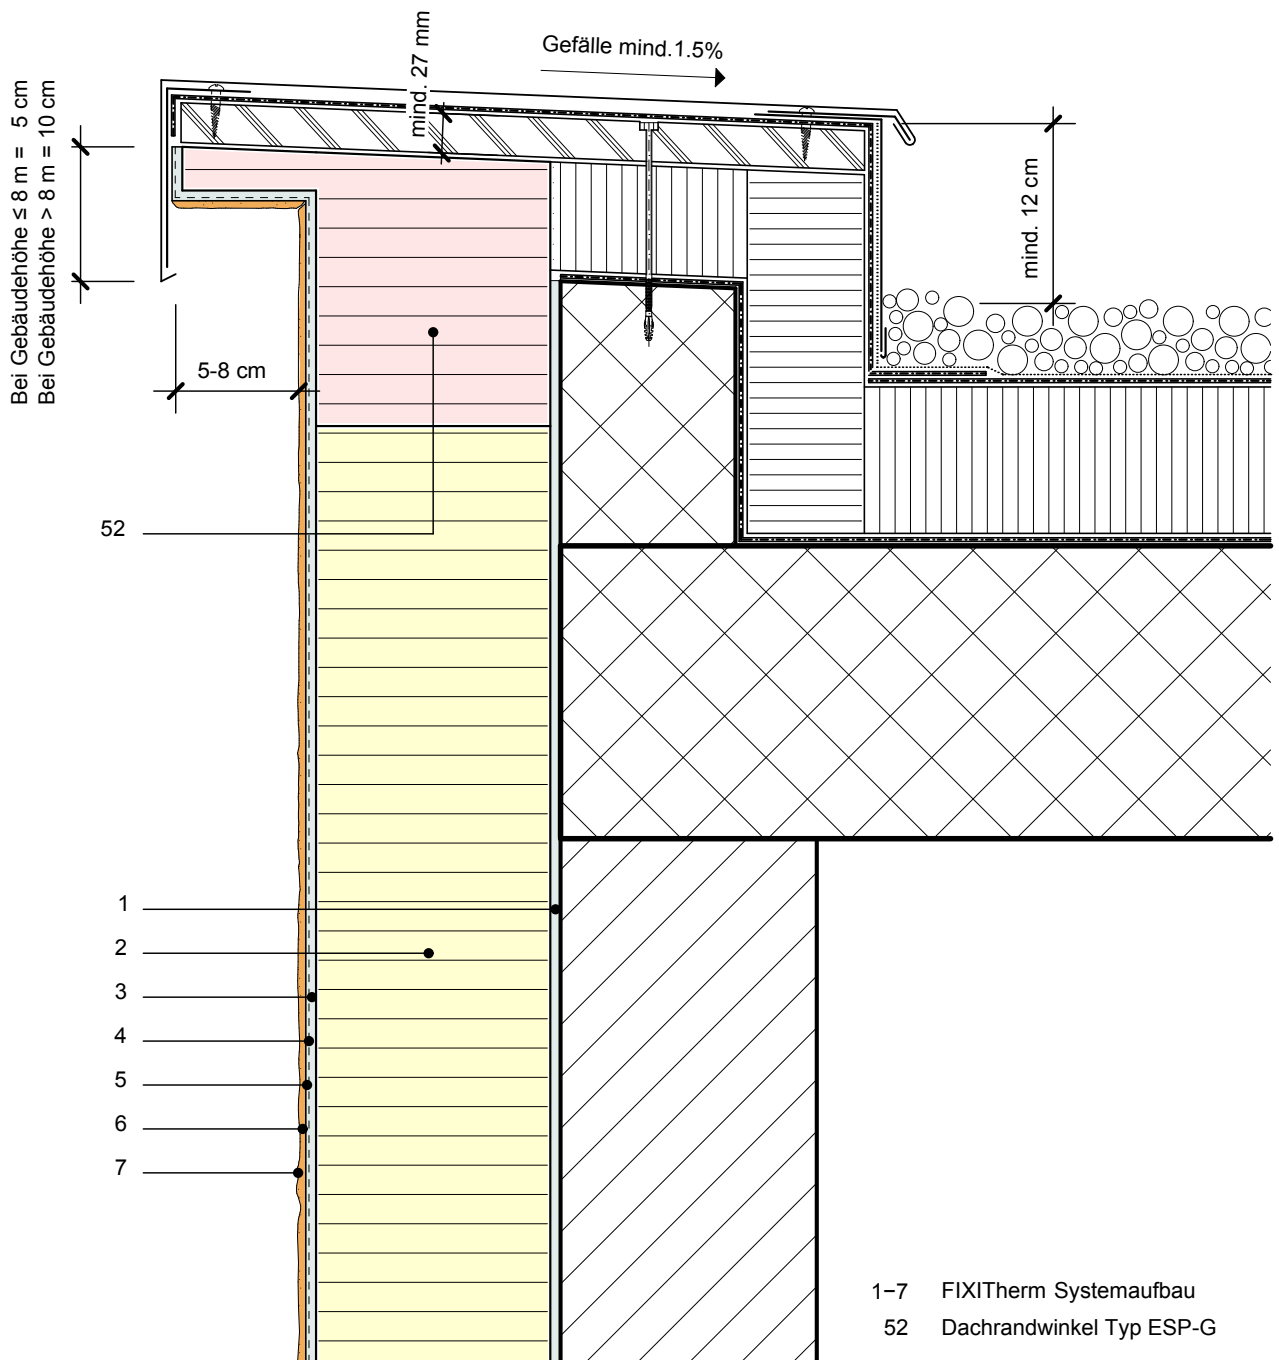 Gefälle mind.1.5%
mind. 27 mm
Bei Gebäudehöhe ≤ 8 m = 5 cm
Bei Gebäudehöhe > 8 m = 10 cm
mind. 12 cm
5-8 cm
52
1
2
3
4
5
6
7
1–7 FIXITherm Systemaufbau
52 Dachrandwinkel Typ ESP-G